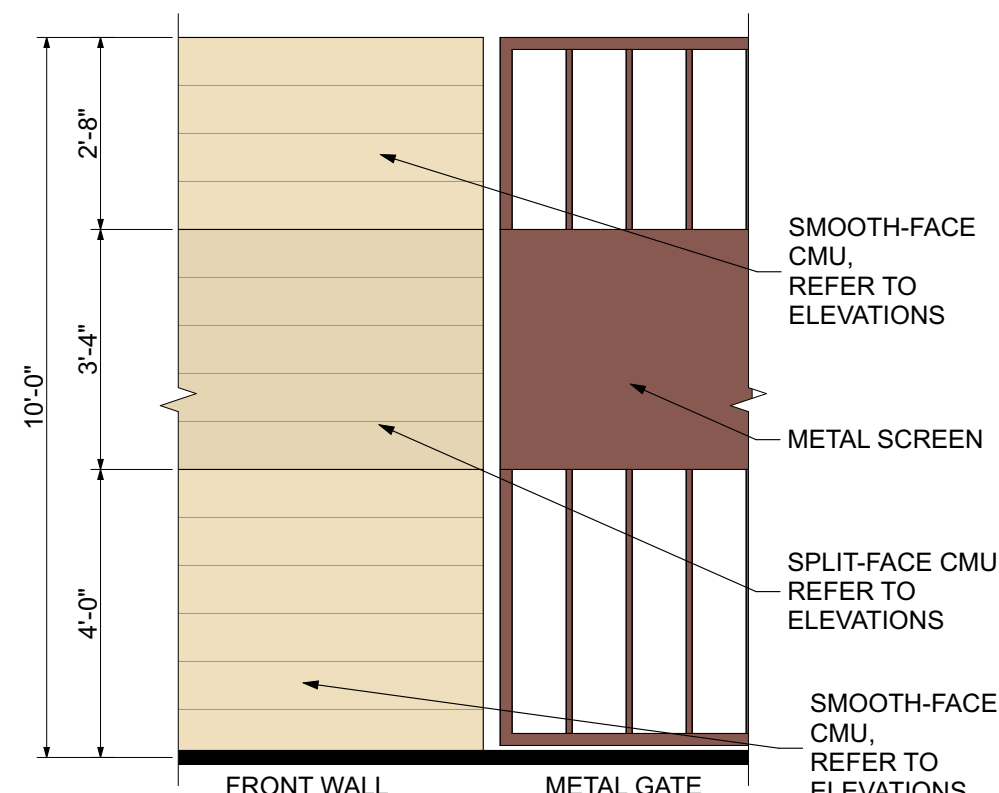 2'-8"
3'-4"
10'-0"
4'-0"
SMOOTH-FACE
CMU,
REFER TO
ELEVATIONS
METAL SCREEN
SPLIT-FACE CMU
REFER TO
ELEVATIONS
SMOOTH-FACE
CMU,
REFER TO
ELEVATIONS
FRONT WALL
METAL GATE